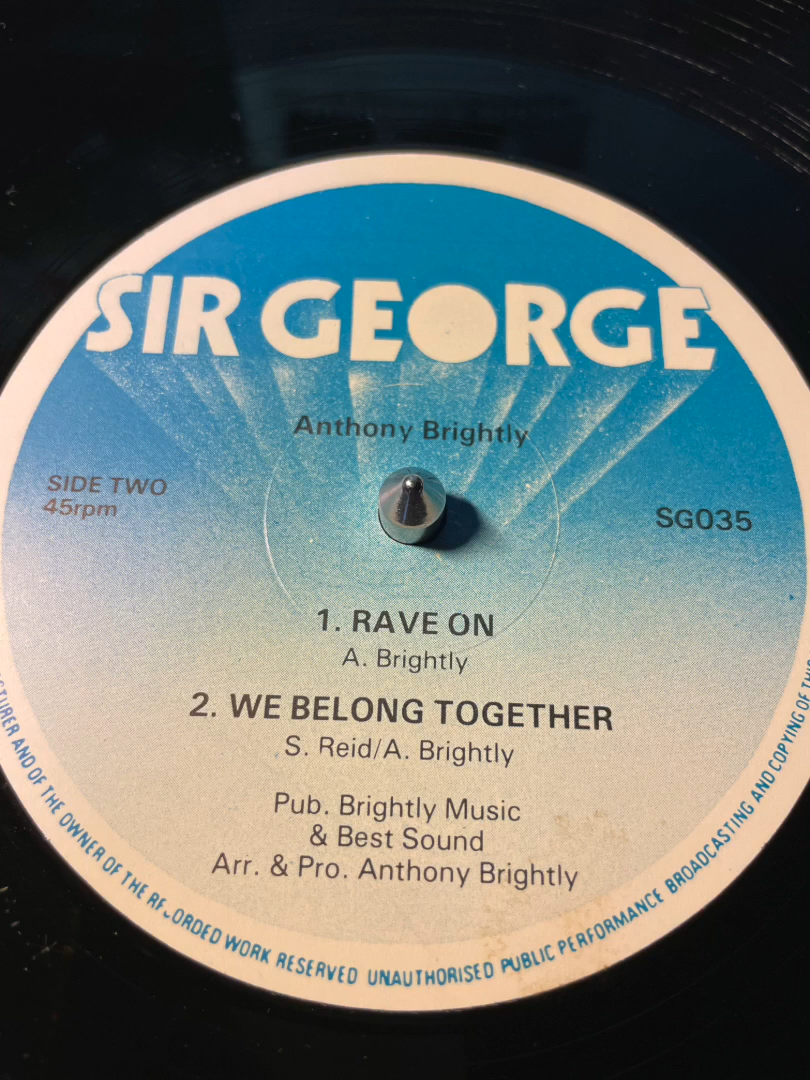 SIR GEORGE
Anthony Brightly
SIDE TWO
45rpm
SG035
1. RAVE ON
A. Brightly
2. WE BELONG TOGETHER
S. Reid/A. Brightly
Pub. Brightly Music
& Best Sound
Arr. & Pro. Anthony Brightly
AND OF THE OWNER OF THE RECORDED WORK RESERVED UNAUTHORISED PUBLIC PERFORMANCE BROADCASTING AND COPYING OF